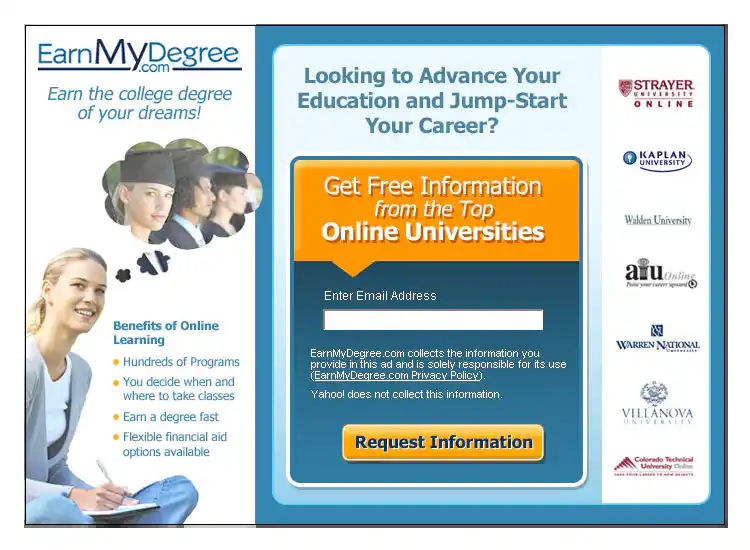 EarnMyDegree
.com
Earn the college degree
of your dreams!
Benefits of Online
Learning
Hundreds of Programs
You decide when and
where to take classes
Earn a degree fast
Flexible financial aid
options available
Looking to Advance Your
Education and Jump-Start
Your Career?
Get Free Information
from the Top
Online Universities
Enter Email Address
EarnMyDegree.com collects the information you
provide in this ad and is solely responsible for its use
(EarnMyDegree.com Privacy Policy).
Yahoo! does not collect this information.
Request Information
STRAYER
UNIVERSITY
ONLINE
KAPLAN
UNIVERSITY
Walden University
aiu Online
Raise your career upward
WARREN NATIONAL
University
VILLANOVA
UNIVERSITY
Colorado Technical
University Online